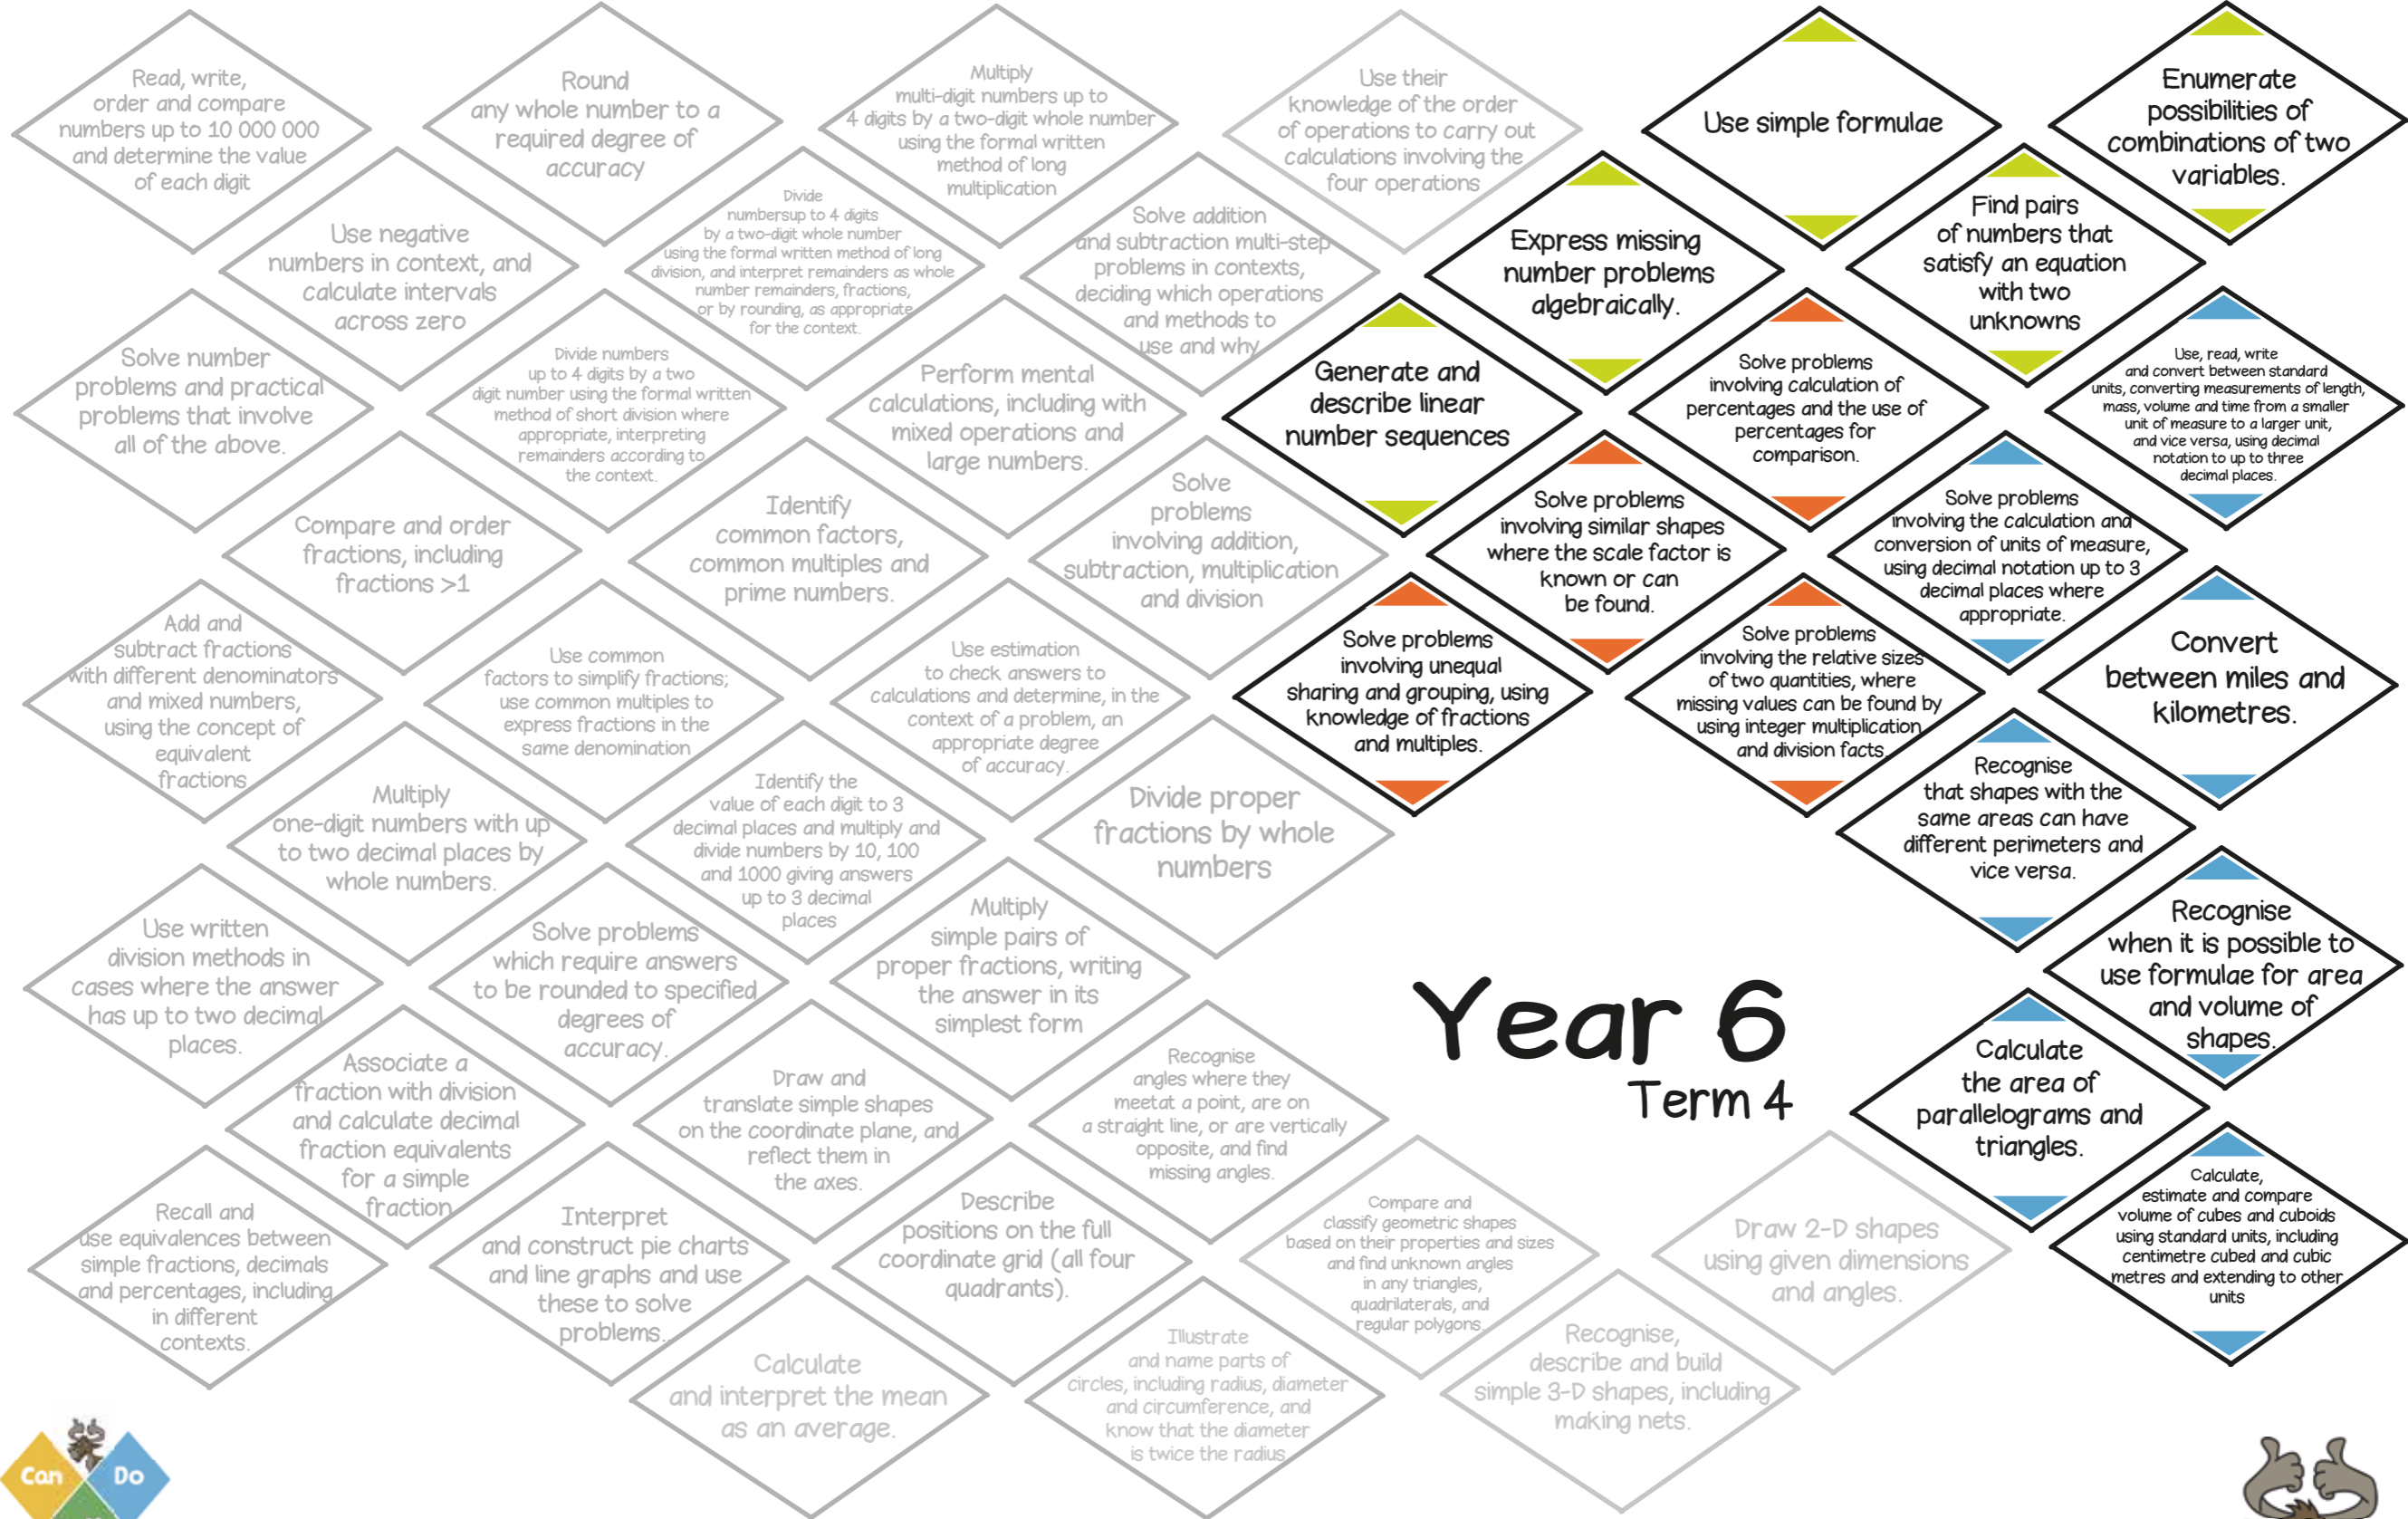 Read, write,
order and compare
numbers up to 10 000 000
and determine the value
of each digit
Round
any whole number to a
required degree of
accuracy
Multiply
multi-digit numbers up to
4 digits by a two-digit whole number
using the formal written
method of long
multiplication
Use their
knowledge of the order
of operations to carry out
calculations involving the
four operations
Use simple formulae
Enumerate
possibilities of
combinations of two
variables.
Use negative
numbers in context, and
calculate intervals
across zero
Divide
numbersup to 4 digits
by a two-digit whole number
using the formal written method of long
division, and interpret remainders as whole
number remainders, fractions,
or by rounding, as appropriate
for the context.
Solve addition
and subtraction multi-step
problems in contexts,
deciding which operations
and methods to
use and why
Express missing
number problems
algebraically.
Find pairs
of numbers that
satisfy an equation
with two
unknowns
Solve number
problems and practical
problems that involve
all of the above.
Divide numbers
up to 4 digits by a two
digit number using the formal written
method of short division where
appropriate, interpreting
remainders according to
the context.
Perform mental
calculations, including with
mixed operations and
large numbers.
Generate and
describe linear
number sequences
Solve problems
involving calculation of
percentages and the use of
percentages for
comparison.
Use, read, write
and convert between standard
units, converting measurements of length,
mass, volume and time from a smaller
unit of measure to a larger unit,
and vice versa, using decimal
notation to up to three
decimal places.
Compare and order
fractions, including
fractions >1
Identify
common factors,
common multiples and
prime numbers.
Solve
problems
involving addition,
subtraction, multiplication
and division
Solve problems
involving similar shapes
where the scale factor is
known or can
be found.
Solve problems
involving the calculation and
conversion of units of measure,
using decimal notation up to 3
decimal places where
appropriate.
Add and
subtract fractions
with different denominators
and mixed numbers,
using the concept of
equivalent
fractions
Use common
factors to simplify fractions;
use common multiples to
express fractions in the
same denomination
Use estimation
to check answers to
calculations and determine, in the
context of a problem, an
appropriate degree
of accuracy.
Solve problems
involving unequal
sharing and grouping, using
knowledge of fractions
and multiples.
Solve problems
involving the relative sizes
of two quantities, where
missing values can be found by
using integer multiplication
and division facts
Convert
between miles and
kilometres.
Multiply
one-digit numbers with up
to two decimal places by
whole numbers.
Identify the
value of each digit to 3
decimal places and multiply and
divide numbers by 10, 100
and 1000 giving answers
up to 3 decimal
places
Divide proper
fractions by whole
numbers
Recognise
that shapes with the
same areas can have
different perimeters and
vice versa.
Use written
division methods in
cases where the answer
has up to two decimal
places.
Solve problems
which require answers
to be rounded to specified
degrees of
accuracy.
Multiply
simple pairs of
proper fractions, writing
the answer in its
simplest form
Year 6
Term 4
Recognise
when it is possible to
use formulae for area
and volume of
shapes.
Associate a
fraction with division
and calculate decimal
fraction equivalents
for a simple
fraction
Draw and
translate simple shapes
on the coordinate plane, and
reflect them in
the axes.
Recognise
angles where they
meetat a point, are on
a straight line, or are vertically
opposite, and find
missing angles.
Calculate
the area of
parallelograms and
triangles.
Recall and
use equivalences between
simple fractions, decimals
and percentages, including
in different
contexts.
Interpret
and construct pie charts
and line graphs and use
these to solve
problems.
Describe
positions on the full
coordinate grid (all four
quadrants).
Compare and
classify geometric shapes
based on their properties and sizes
and find unknown angles
in any triangles,
quadrilaterals, and
regular polygons.
Draw 2-D shapes
using given dimensions
and angles.
Calculate,
estimate and compare
volume of cubes and cuboids
using standard units, including
centimetre cubed and cubic
metres and extending to other
units
Calculate
and interpret the mean
as an average.
Illustrate
and name parts of
circles, including radius, diameter
and circumference, and
know that the diameter
is twice the radius
Recognise,
describe and build
simple 3-D shapes, including
making nets.
Can Do